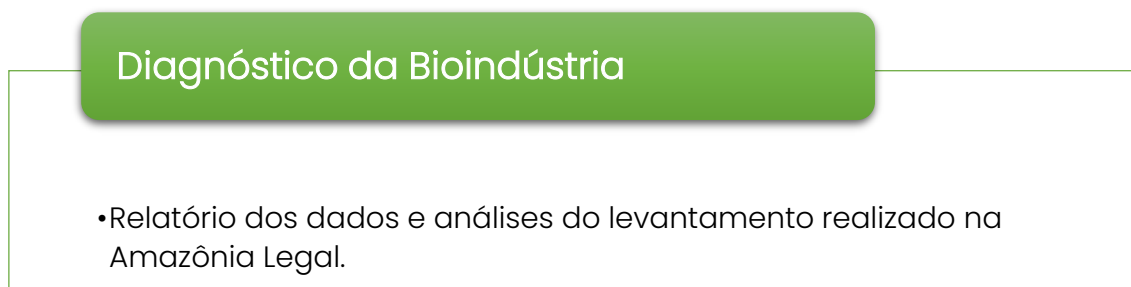 Diagnóstico da Bioindústria
•Relatório dos dados e análises do levantamento realizado na
Amazônia Legal.